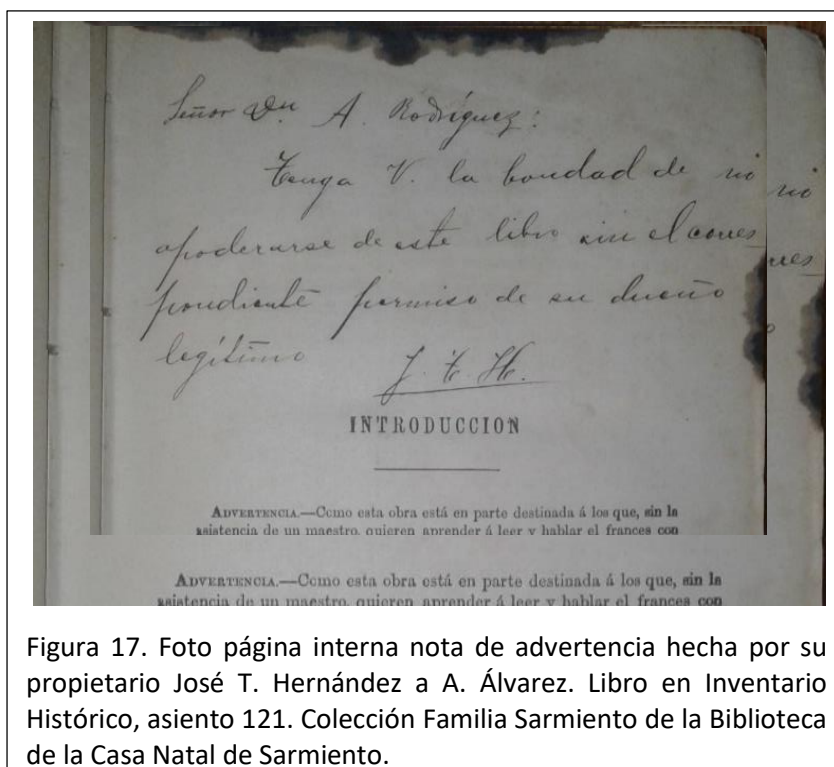 Señor Dn. A. Rodríguez:
Tenga V. la bondad de no
no
apoderarse de este libro sin el corres
res
pondiente permiso de su dueño
o
legítimo J. T. H.
INTRODUCCION
ADVERTENCIA.—Como esta obra está en parte destinada á los que, sin la
asistencia de un maestro, quieren aprender á leer y hablar el frances con
ADVERTENCIA.—Como esta obra está en parte destinada á los que, sin la
asistencia de un maestro, quieren aprender á leer y hablar el frances con
Figura 17. Foto página interna nota de advertencia hecha por su
propietario José T. Hernández a A. Álvarez. Libro en Inventario
Histórico, asiento 121. Colección Familia Sarmiento de la Biblioteca
de la Casa Natal de Sarmiento.